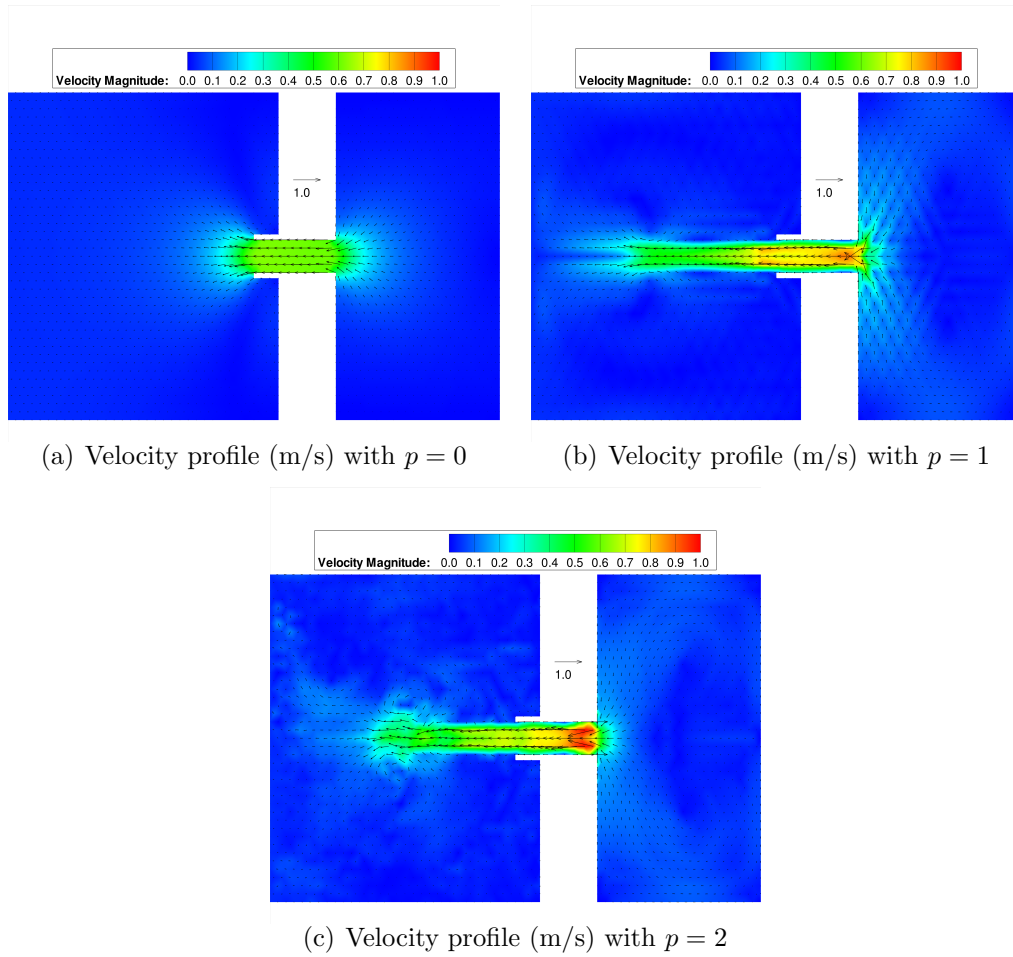 Velocity Magnitude: 0.0 0.1 0.2 0.3 0.4 0.5 0.6 0.7 0.8 0.9 1.0
1.0
(a) Velocity profile (m/s) with p = 0
Velocity Magnitude: 0.0 0.1 0.2 0.3 0.4 0.5 0.6 0.7 0.8 0.9 1.0
1.0
(b) Velocity profile (m/s) with p = 1
Velocity Magnitude: 0.0 0.1 0.2 0.3 0.4 0.5 0.6 0.7 0.8 0.9 1.0
1.0
(c) Velocity profile (m/s) with p = 2